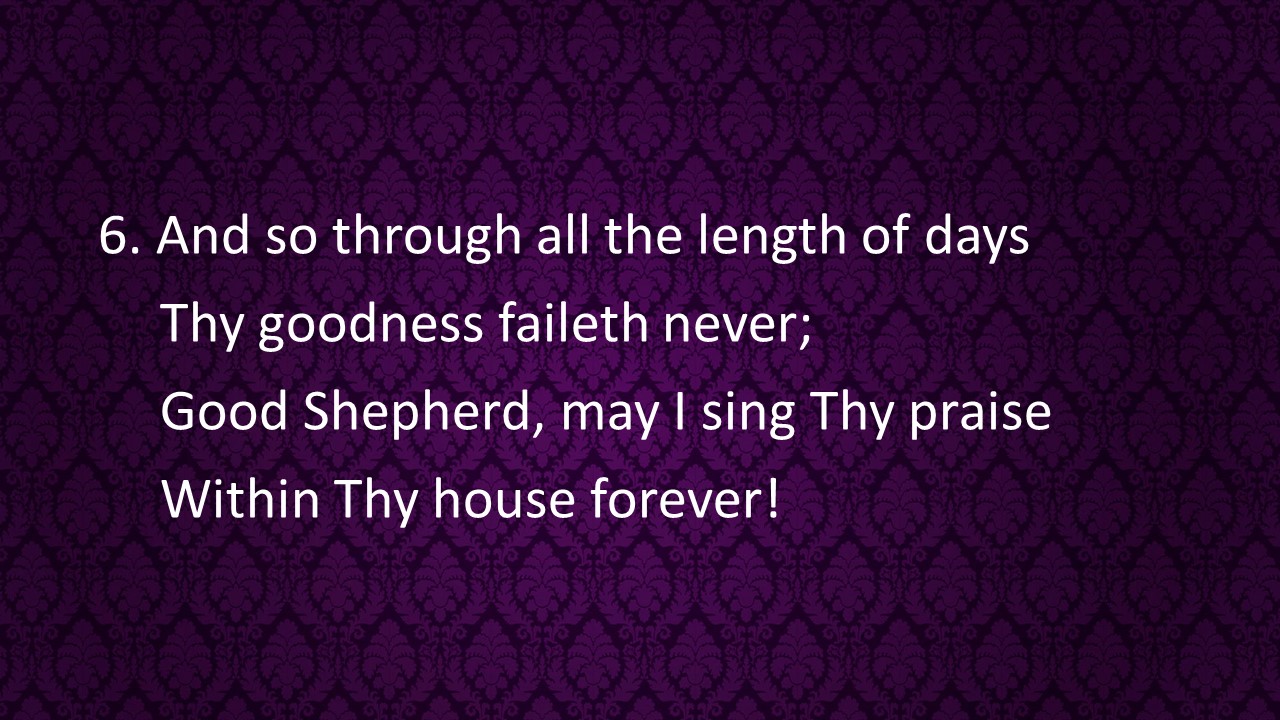 6. And so through all the length of days
Thy goodness faileth never;
Good Shepherd, may I sing Thy praise
Within Thy house forever!